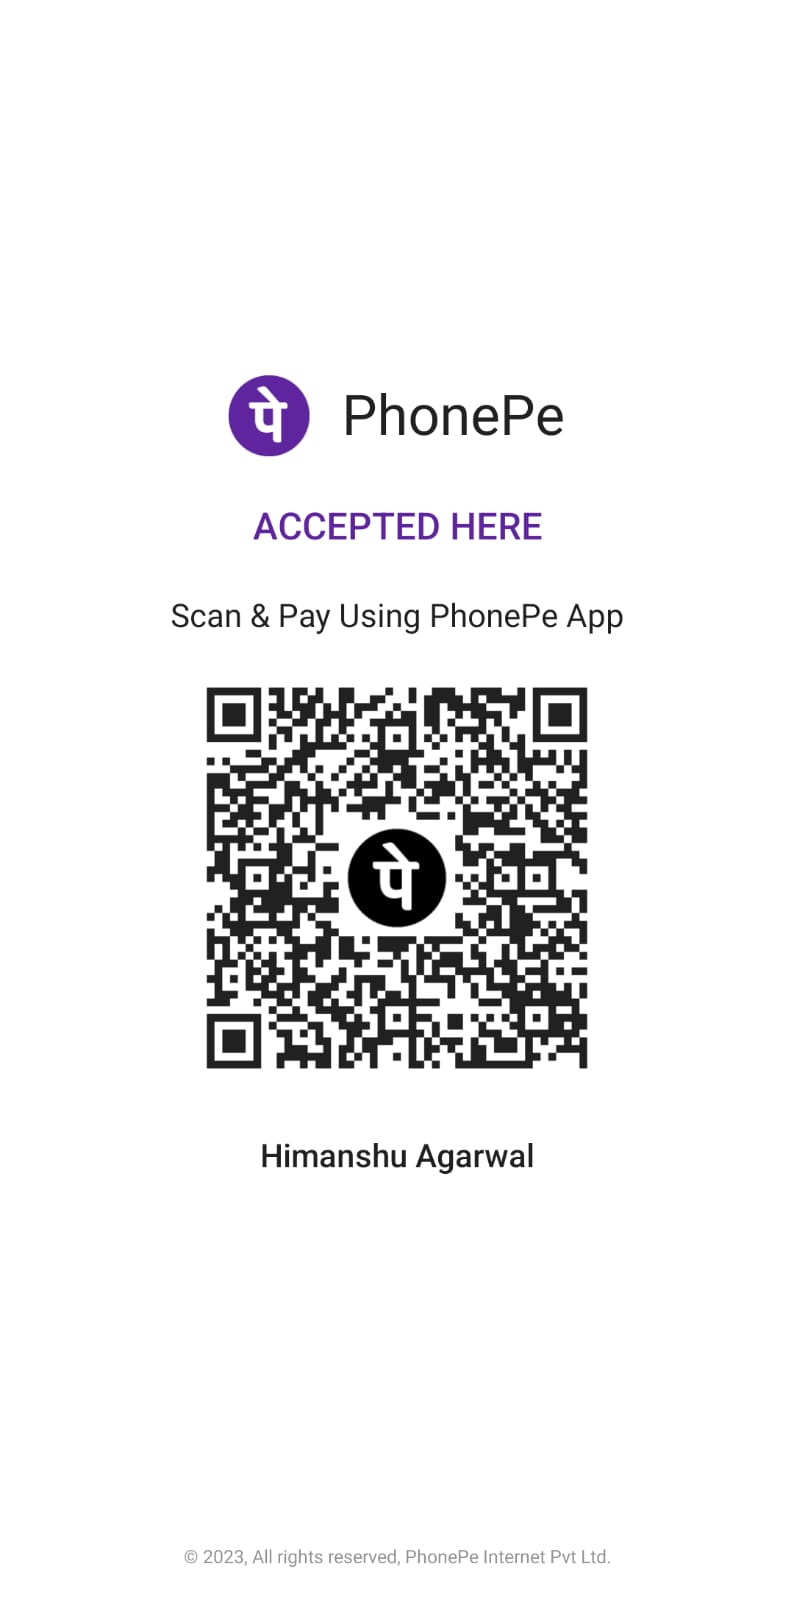 पे PhonePe
ACCEPTED HERE
Scan & Pay Using PhonePe App
पे
Himanshu Agarwal
© 2023, All rights reserved, PhonePe Internet Pvt Ltd.